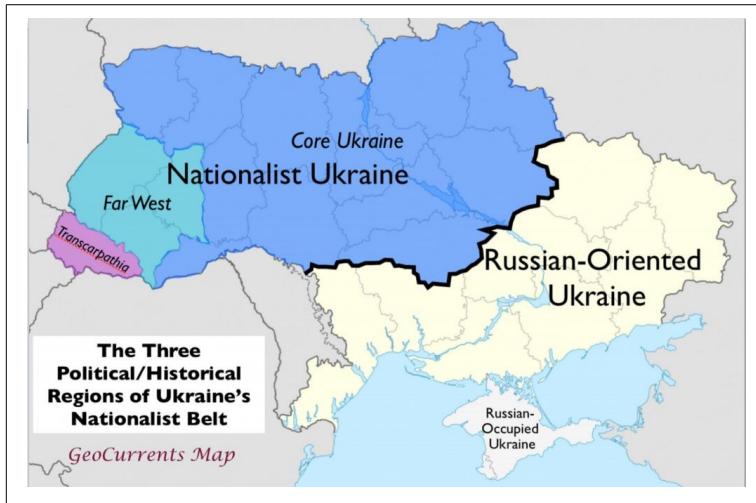 Core Ukraine
Nationalist Ukraine
Far West
Transcarpathia
Russian-Oriented
Ukraine
The Three
Political/Historical
Regions of Ukraine's
Nationalist Belt
GeoCurrents Map
Russian-
Occupied
Ukraine